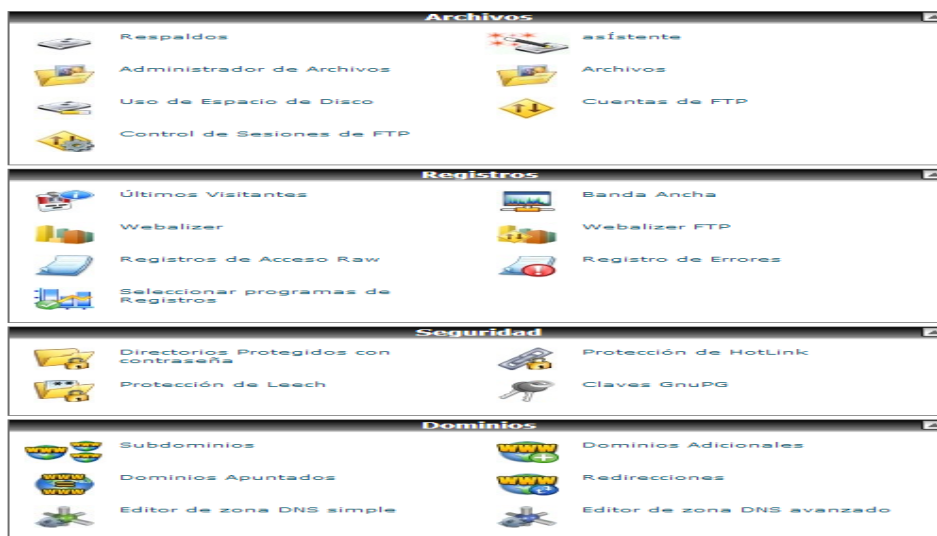 Archivos
Respaldos
asÍstente
Administrador de Archivos
Archivos
Uso de Espacio de Disco
Cuentas de FTP
Control de Sesiones de FTP
Registros
Últimos Visitantes
Banda Ancha
Webalizer
Webalizer FTP
Registros de Acceso Raw
Registro de Errores
Seleccionar programas de
Registros
Seguridad
Directorios Protegidos con
contraseña
Protección de HotLink
Protección de Leech
Claves GnuPG
Dominios
Subdominios
Dominios Adicionales
Dominios Apuntados
Redirecciones
Editor de zona DNS simple
Editor de zona DNS avanzado